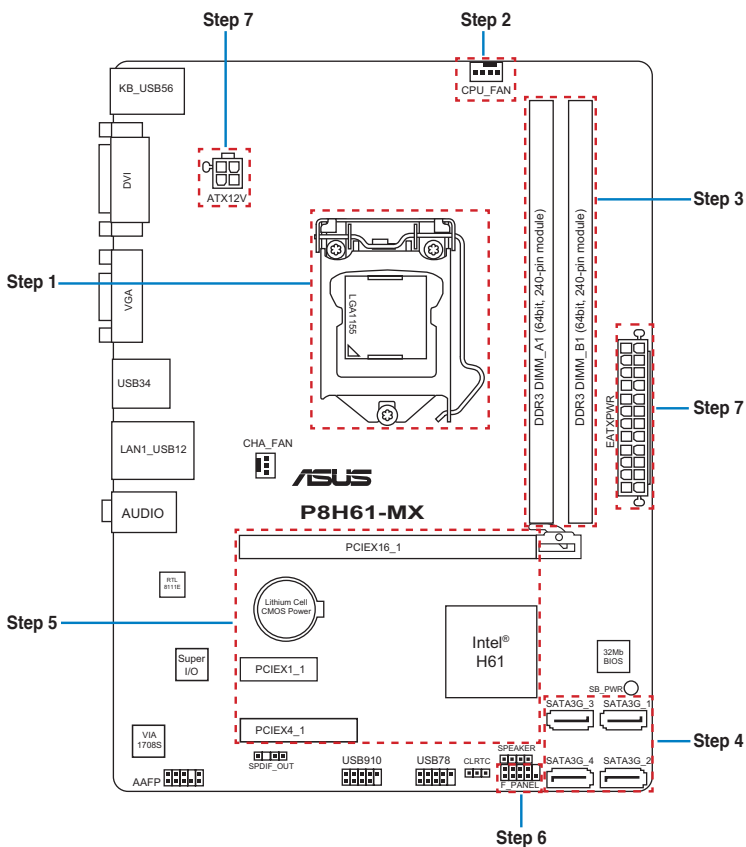 Step 7
Step 2
KB_USB56
CPU_FAN
DVI
ATX12V
Step 3
Step 1
VGA
LGA1155
DDR3 DIMM_A1 (64bit, 240-pin module)
DDR3 DIMM_B1 (64bit, 240-pin module)
USB34
EATXPWR
Step 7
LAN1_USB12
CHA_FAN
ASUS
AUDIO
P8H61-MX
PCIEX16_1
RTL
8111E
Lithium Cell
CMOS Power
Step 5
Intel®
H61
Super
I/O
PCIEX1_1
32Mb
BIOS
SB_PWR
SATA3G_3
SATA3G_1
VIA
1708S
PCIEX4_1
Step 4
SPDIF_OUT
SPEAKER
AAFP
USB910
USB78
CLRTC
F_PANEL
SATA3G_4
SATA3G_2
Step 6